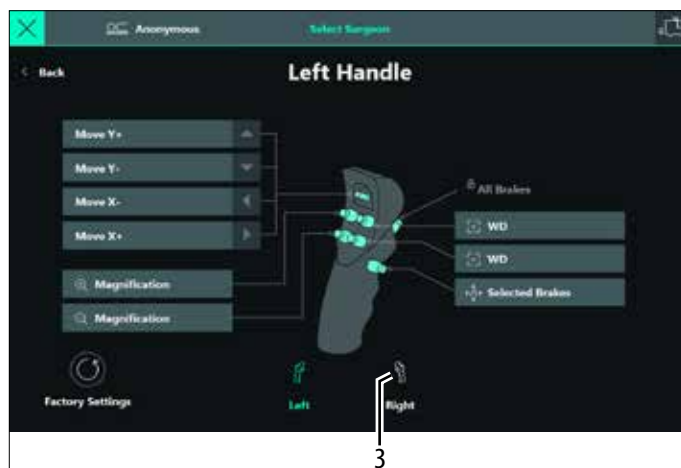 Anonymous
Select Surgeon
Back
Left Handle
Move Y+
Move Y-
Move X-
Move X+
Magnification
Magnification
All Brakes
WD
WD
Selected Brakes
Factory Settings
Left
Right
3